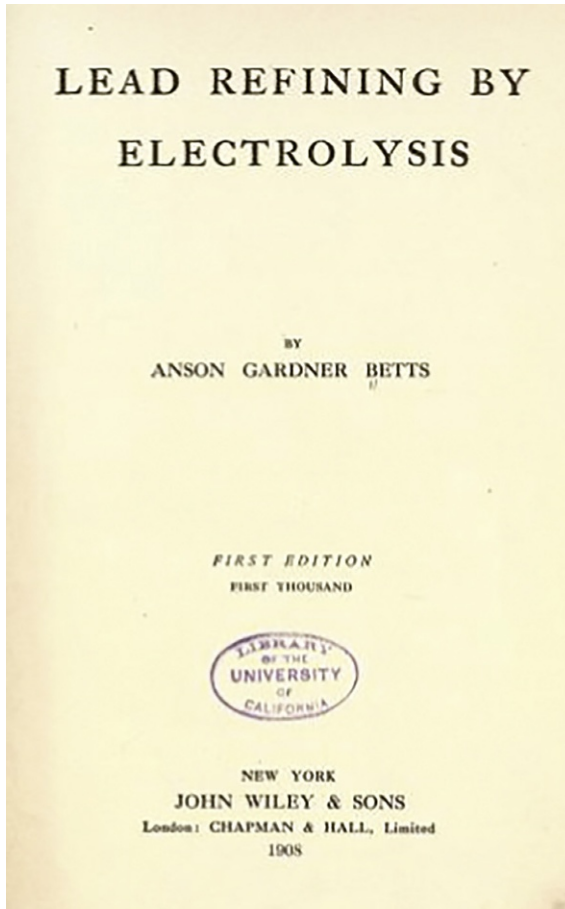 LEAD REFINING BY
ELECTROLYSIS
BY
ANSON GARDNER BETTS
FIRST EDITION
FIRST THOUSAND
LIBRARY
OF THE
UNIVERSITY
OF
CALIFORNIA
NEW YORK
JOHN WILEY & SONS
London: CHAPMAN & HALL, Limited
1908